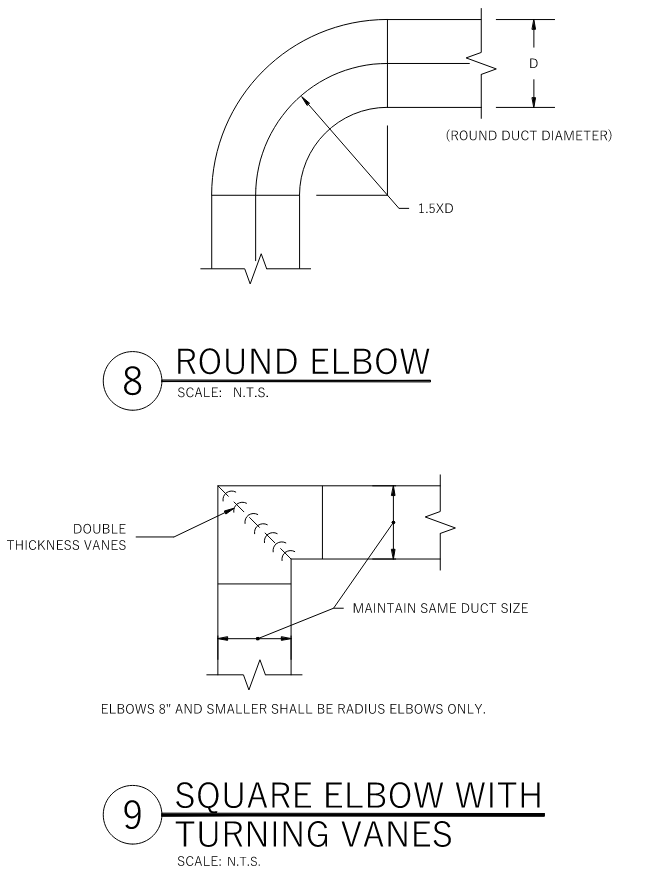 D
(ROUND DUCT DIAMETER)
1.5XD
8
ROUND ELBOW
SCALE: N.T.S.
DOUBLE
THICKNESS VANES
MAINTAIN SAME DUCT SIZE
ELBOWS 8" AND SMALLER SHALL BE RADIUS ELBOWS ONLY.
9
SQUARE ELBOW WITH
TURNING VANES
SCALE: N.T.S.